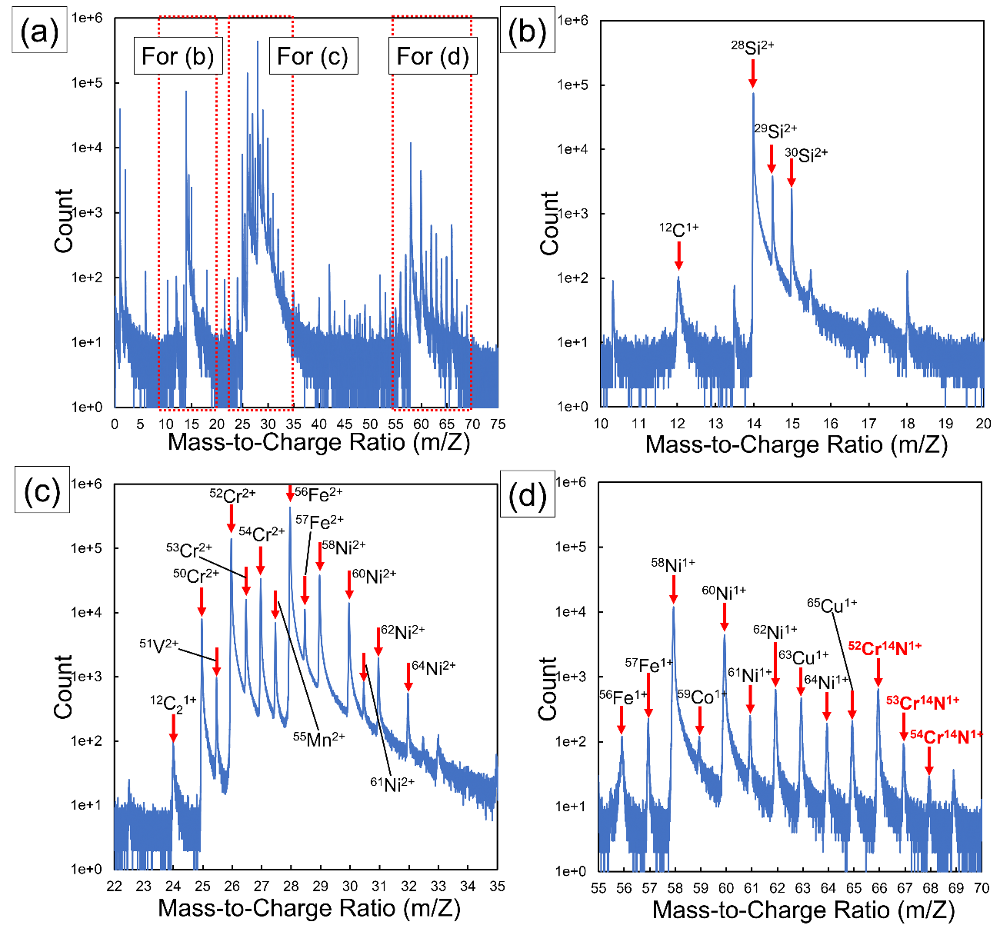 (a)
1e+6
1e+5
1e+4
1e+3
1e+2
1e+1
1e+0
Count
For (b)
For (c)
For (d)
0 5 10 15 20 25 30 35 40 45 50 55 60 65 70 75
Mass-to-Charge Ratio (m/Z)
(b)
1e+6
1e+5
1e+4
1e+3
1e+2
1e+1
1e+0
Count
28Si2+
29Si2+
30Si2+
12C1+
10 11 12 13 14 15 16 17 18 19 20
Mass-to-Charge Ratio (m/Z)
(c)
1e+6
1e+5
1e+4
1e+3
1e+2
1e+1
1e+0
Count
52Cr2+
56Fe2+
57Fe2+
54Cr2+
53Cr2+
58Ni2+
50Cr2+
60Ni2+
62Ni2+
51V2+
64Ni2+
12C21+
55Mn2+
61Ni2+
22 23 24 25 26 27 28 29 30 31 32 33 34 35
Mass-to-Charge Ratio (m/Z)
(d)
1e+6
1e+5
1e+4
1e+3
1e+2
1e+1
1e+0
Count
58Ni1+
60Ni1+
65Cu1+
62Ni1+
52Cr14N1+
63Cu1+
57Fe1+
61Ni1+
64Ni1+
56Fe1+
59Co1+
53Cr14N1+
54Cr14N1+
55 56 57 58 59 60 61 62 63 64 65 66 67 68 69 70
Mass-to-Charge Ratio (m/Z)